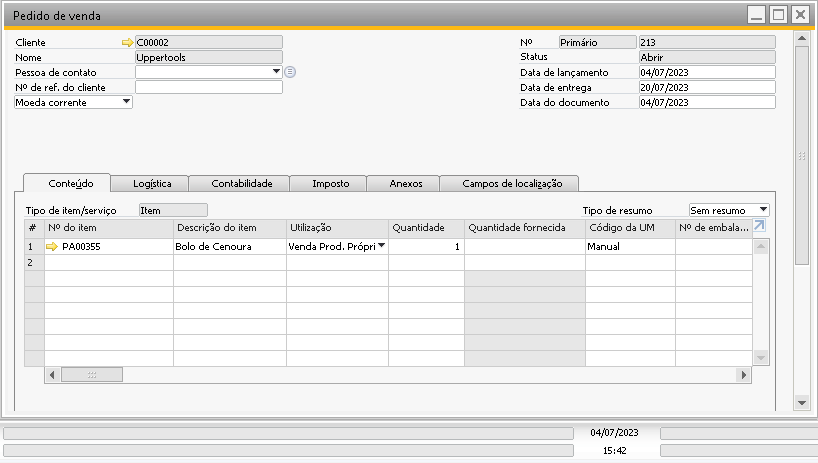 Pedido de venda
Cliente C00002 Nº Primário 213
Nome Uppertools Status Abrir
Pessoa de contato Data de lançamento 04/07/2023
Nº de ref. do cliente Data de entrega 20/07/2023
Moeda corrente Data do documento 04/07/2023
Conteúdo Logística Contabilidade Imposto Anexos Campos de localização
Tipo de item/serviço Item Tipo de resumo Sem resumo
# Nº do item Descrição do item Utilização Quantidade Quantidade fornecida Código da UM Nº de embala...
1 PA00355 Bolo de Cenoura Venda Prod. Própri 1 Manual
2
04/07/2023
15:42